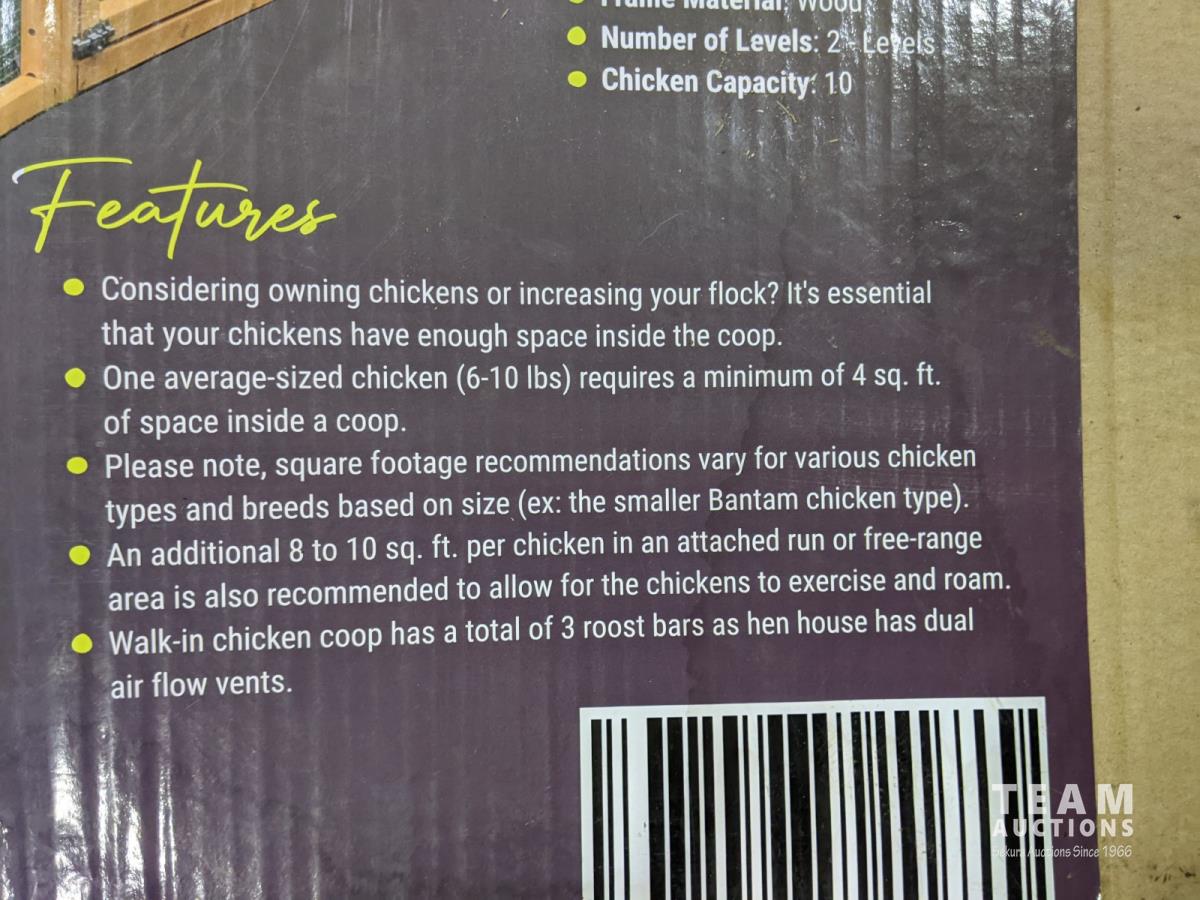 Frame Material: Wood
Number of Levels: 2 - Levels
Chicken Capacity: 10
Features
Considering owning chickens or increasing your flock? It's essential
that your chickens have enough space inside the coop.
One average-sized chicken (6-10 lbs) requires a minimum of 4 sq. ft.
of space inside a coop.
Please note, square footage recommendations vary for various chicken
types and breeds based on size (ex: the smaller Bantam chicken type).
An additional 8 to 10 sq. ft. per chicken in an attached run or free-range
area is also recommended to allow for the chickens to exercise and roam.
Walk-in chicken coop has a total of 3 roost bars as hen house has dual
air flow vents.
TEAM
AUCTIONS
Auctions Since 1966